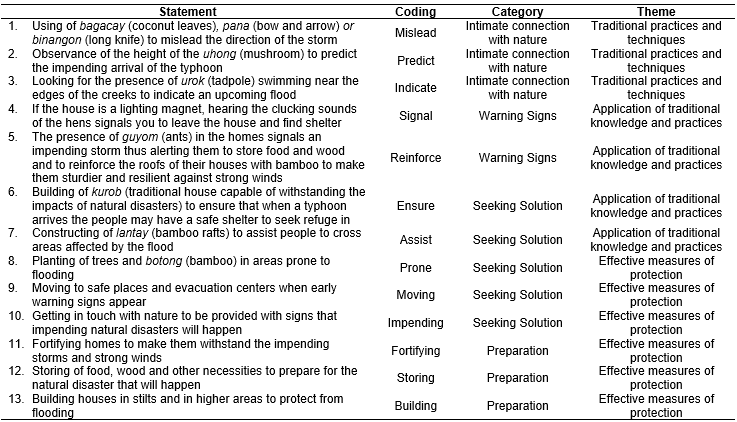 Statement Coding Category Theme
1. Using of bagacay (coconut leaves), pana (bow and arrow) or Mislead Intimate connection Traditional practices and
binangon (long knife) to mislead the direction of the storm with nature techniques
2. Observance of the height of the uhong (mushroom) to predict Predict Intimate connection Traditional practices and
the impending arrival of the typhoon with nature techniques
3. Looking for the presence of urok (tadpole) swimming near the Indicate Intimate connection Traditional practices and
edges of the creeks to indicate an upcoming flood with nature techniques
4. If the house is a lighting magnet, hearing the clucking sounds Signal Warning Signs Application of traditional
of the hens signals you to leave the house and find shelter knowledge and practices
5. The presence of guyom (ants) in the homes signals an
impending storm thus alerting them to store food and wood Reinforce Warning Signs Application of traditional
and to reinforce the roofs of their houses with bamboo to make knowledge and practices
them sturdier and resilient against strong winds
6. Building of kurob (traditional house capable of withstanding the
impacts of natural disasters) to ensure that when a typhoon Ensure Seeking Solution Application of traditional
arrives the people may have a safe shelter to seek refuge in knowledge and practices
7. Constructing of lantay (bamboo rafts) to assist people to cross Assist Seeking Solution Application of traditional
areas affected by the flood knowledge and practices
8. Planting of trees and botong (bamboo) in areas prone to Prone Seeking Solution Effective measures of
flooding protection
9. Moving to safe places and evacuation centers when early Moving Seeking Solution Effective measures of
warning signs appear protection
10. Getting in touch with nature to be provided with signs that Impending Seeking Solution Effective measures of
impending natural disasters will happen protection
11. Fortifying homes to make them withstand the impending Fortifying Preparation Effective measures of
storms and strong winds protection
12. Storing of food, wood and other necessities to prepare for the Storing Preparation Effective measures of
natural disaster that will happen protection
13. Building houses in stilts and in higher areas to protect from Building Preparation Effective measures of
flooding protection